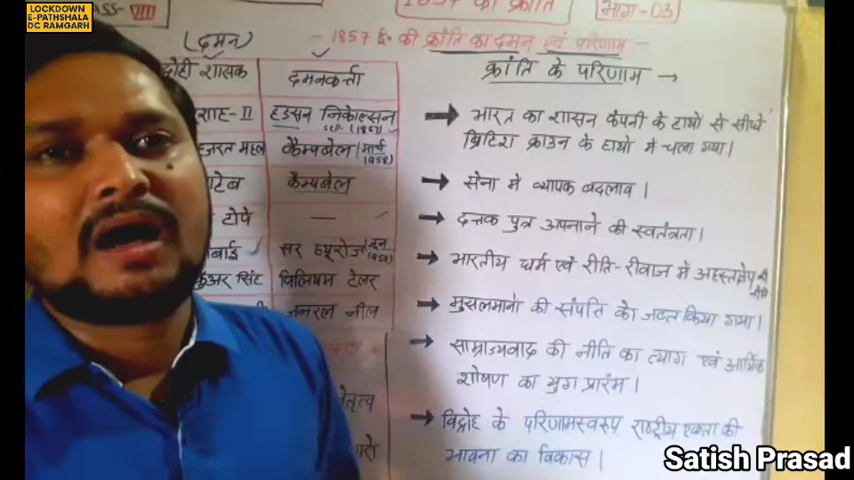 LOCKDOWN
E-PATHSHALA
DC RAMGARH
ASS-VIII
1857 की क्रांति
भाग-03
(दमन)
1857 ई॰ की क्रांति का दमन एवं परिणाम
द्रोही शासक
दमनकर्त्ता
शाह-II
हडसन निकोल्सन
SEP-(1857)
हजरत महल
कैम्पबेल (मार्च 1858)
कैम्पबेल
टोपे
—
बाई
सर ह्यूरोज (जून 1858)
कुँअर सिंह
विलियम टेलर
जनरल नील
नेतृत्व
क्रांति के परिणाम →
→ भारत का शासन कंपनी के हाथों से सीधे
ब्रिटिश क्राउन के हाथों में चला गया।
→ सेना में व्यापक बदलाव।
→ दत्तक पुत्र अपनाने की स्वतंत्रता।
→ भारतीय धर्म एवं रीति-रीवाज में अहस्तक्षेप की
नीति
→ मुसलमानों की संपत्ति को जब्त किया गया।
→ साम्राज्यवाद की नीति का त्याग एवं आर्थिक
शोषण का युग प्रारंभ।
→ विद्रोह के परिणामस्वरूप राष्ट्रीय एकता की
भावना का विकास।
Satish Prasad